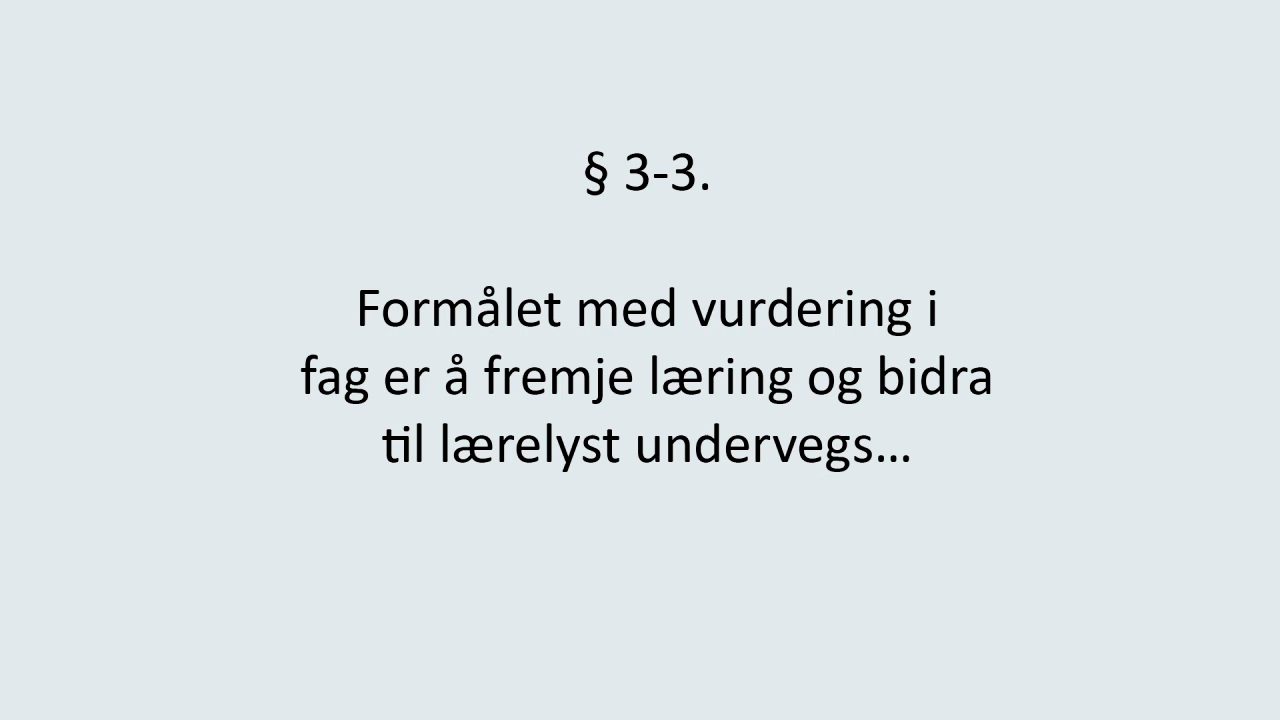 § 3-3.
Formålet med vurdering i
fag er å fremje læring og bidra
til lærelyst undervegs…